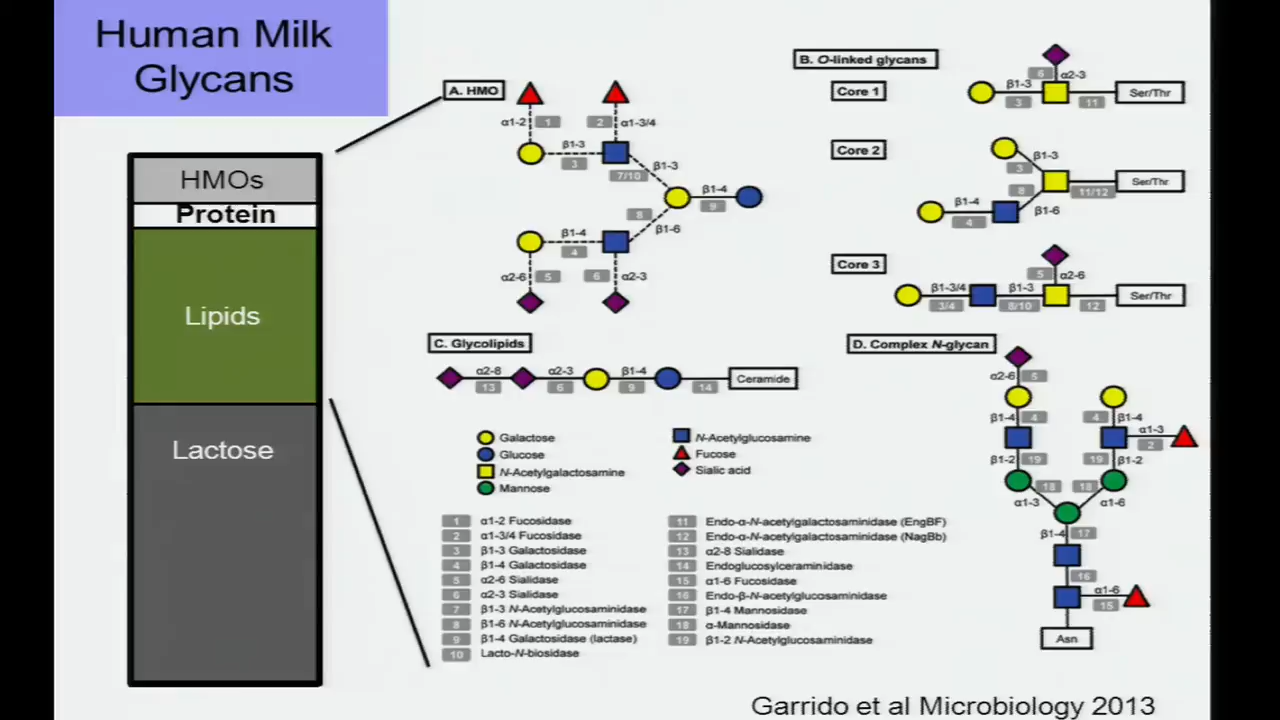 Human Milk
Glycans
HMOs
Protein
Lipids
Lactose
A. HMO
α1-2
1
2
α1-3/4
β1-3
3
7/10
β1-3
β1-4
9
8
β1-6
β1-4
4
α2-6
5
6
α2-3
B. O-linked glycans
Core 1
6
α2-3
β1-3
3
11
Ser/Thr
Core 2
β1-3
3
8
11/12
Ser/Thr
β1-4
4
β1-6
Core 3
5
α2-6
β1-3/4
3/4
β1-3
8/10
12
Ser/Thr
C. Glycolipids
α2-8
13
α2-3
6
β1-4
9
14
Ceramide
D. Complex N-glycan
α2-6
5
β1-4
4
4
β1-4
α1-3
2
β1-2
19
19
β1-2
18
18
α1-3
α1-6
β1-4
17
16
α1-6
15
Asn
Galactose
Glucose
N-Acetylgalactosamine
Mannose
N-Acetylglucosamine
Fucose
Sialic acid
1 α1-2 Fucosidase
2 α1-3/4 Fucosidase
3 β1-3 Galactosidase
4 β1-4 Galactosidase
5 α2-6 Sialidase
6 α2-3 Sialidase
7 β1-3 N-Acetylglucosaminidase
8 β1-6 N-Acetylglucosaminidase
9 β1-4 Galactosidase (lactase)
10 Lacto-N-biosidase
11 Endo-α-N-acetylgalactosaminidase (EngBF)
12 Endo-α-N-acetylgalactosaminidase (NagBb)
13 α2-8 Sialidase
14 Endoglucosylceraminidase
15 α1-6 Fucosidase
16 Endo-β-N-acetylglucosaminidase
17 β1-4 Mannosidase
18 α-Mannosidase
19 β1-2 N-Acetylglucosaminidase
Garrido et al Microbiology 2013